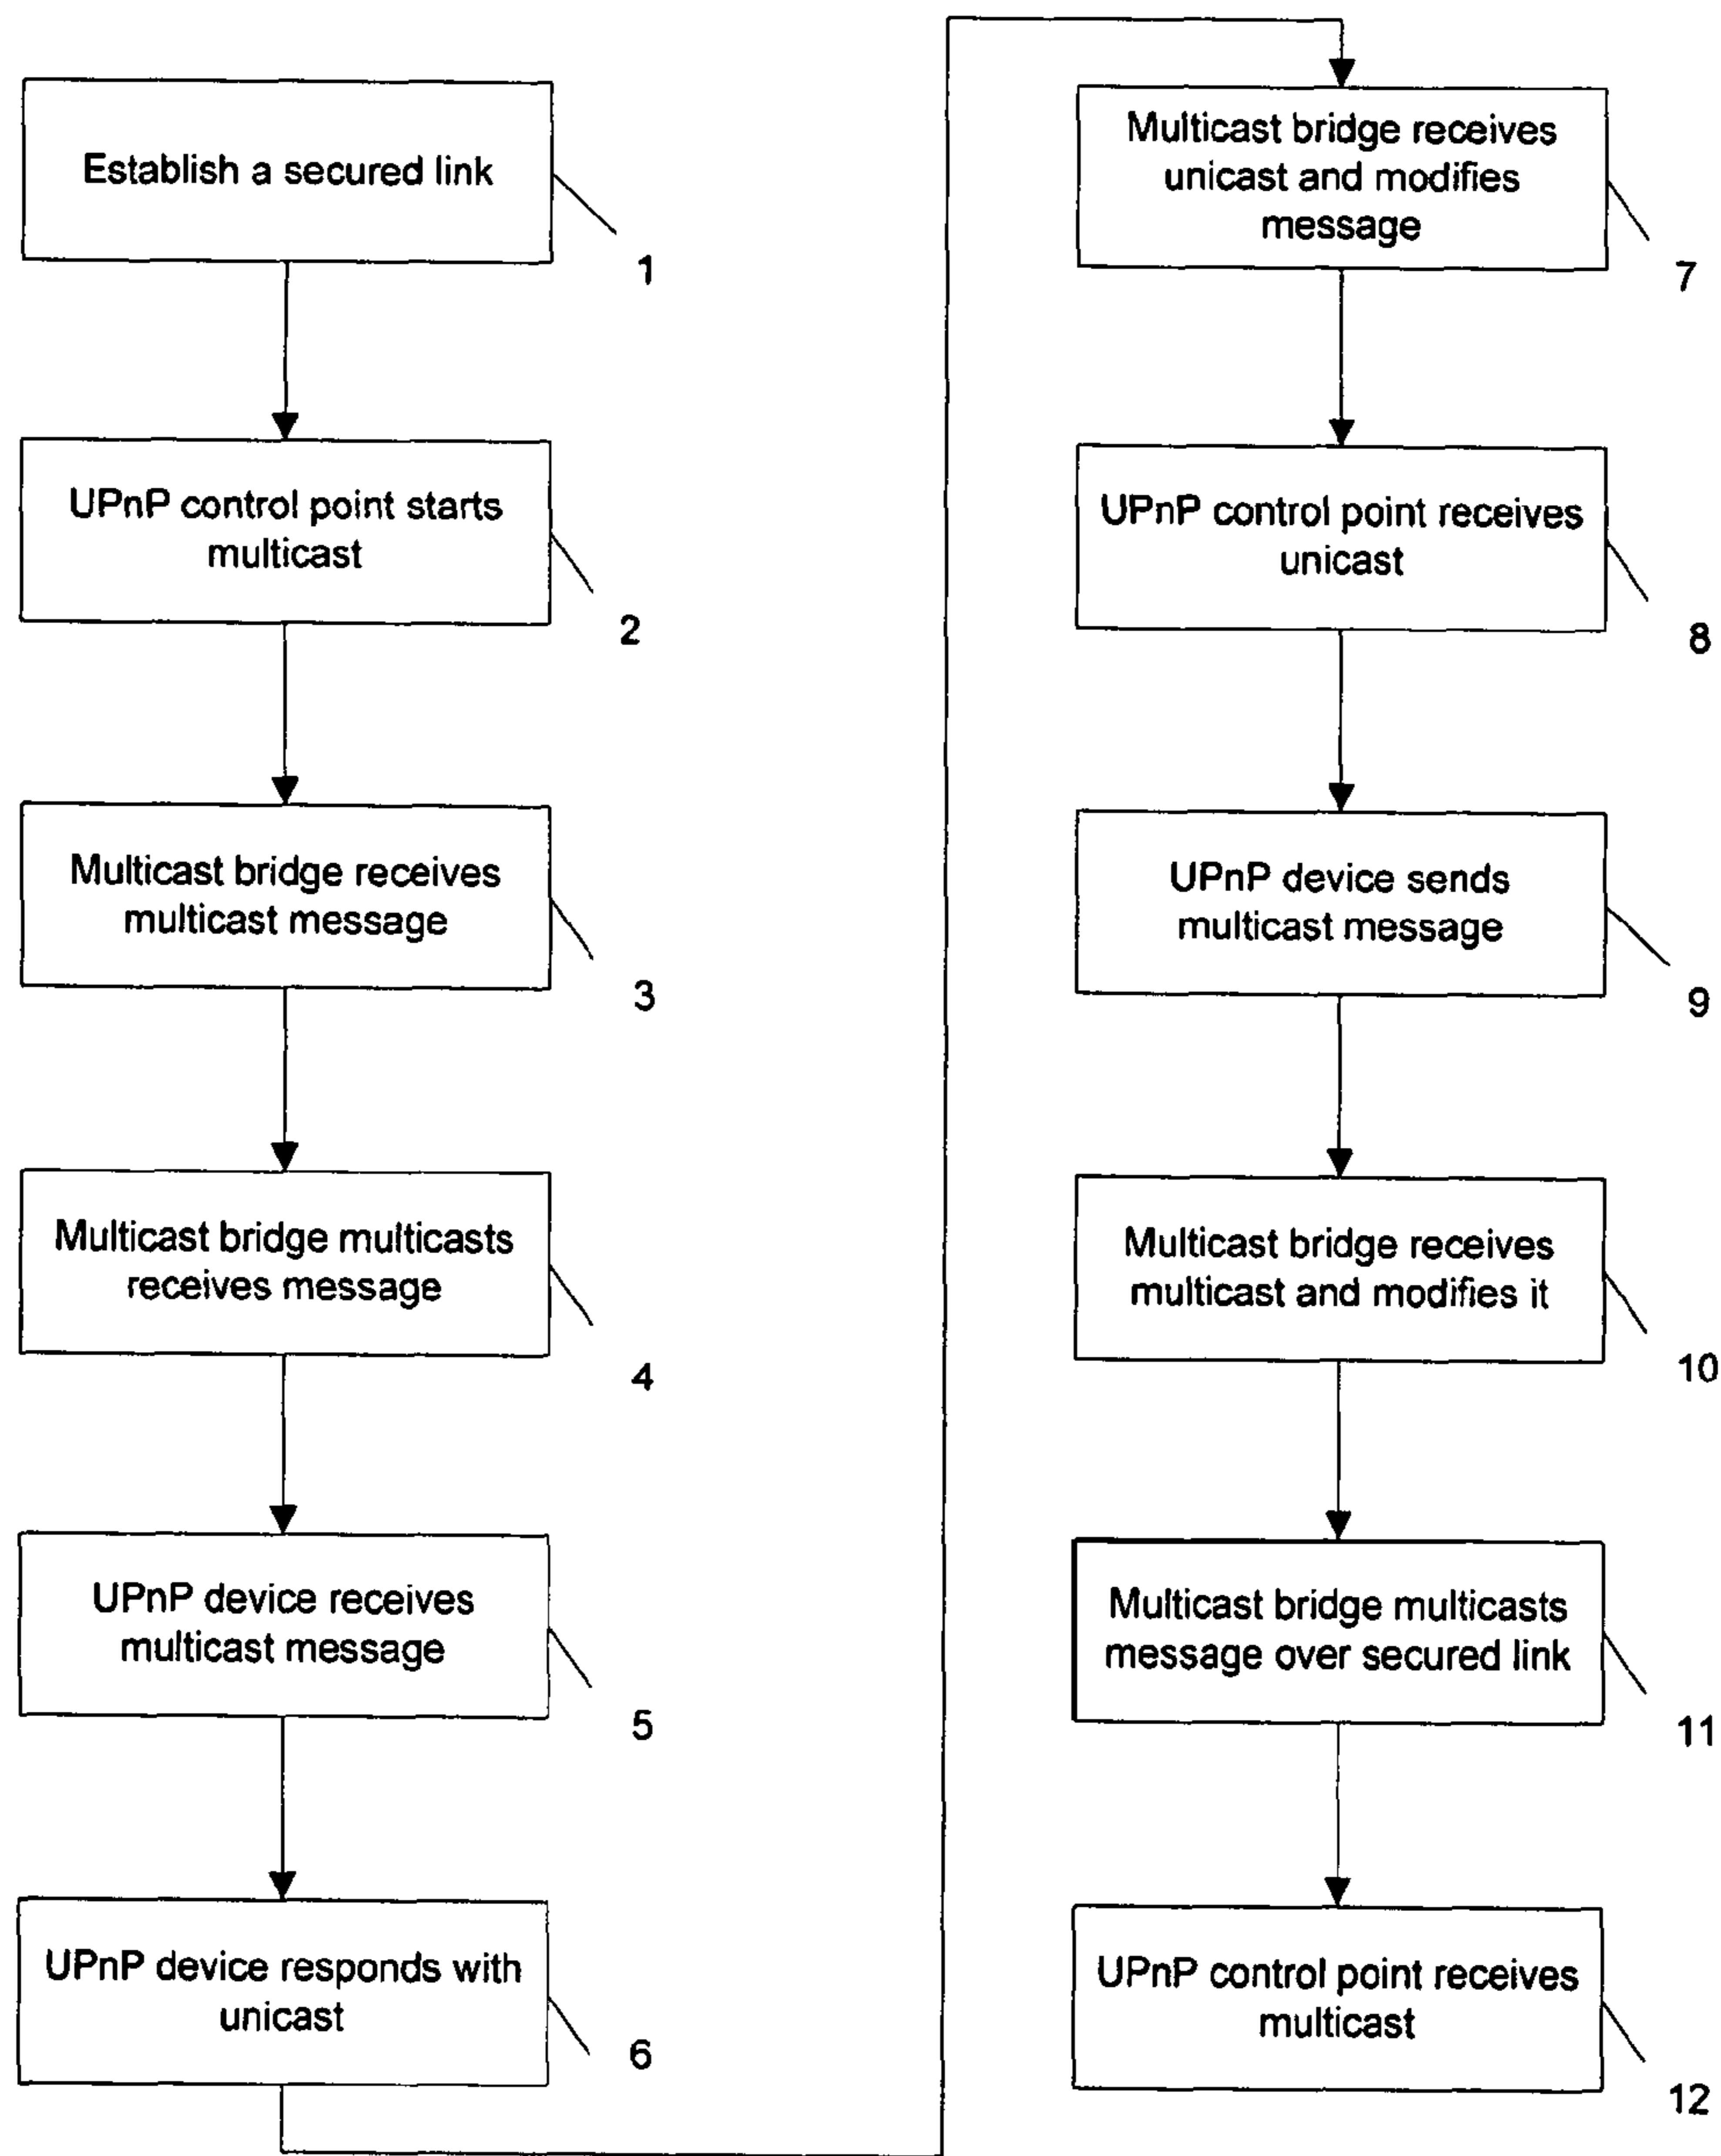 Establish a secured link
1
UPnP control point starts
multicast
2
Multicast bridge receives
multicast message
3
Multicast bridge multicasts
receives message
4
UPnP device receives
multicast message
5
UPnP device responds with
unicast
6
Multicast bridge receives
unicast and modifies
message
7
UPnP control point receives
unicast
8
UPnP device sends
multicast message
9
Multicast bridge receives
multicast and modifies it
10
Multicast bridge multicasts
message over secured link
11
UPnP control point receives
multicast
12